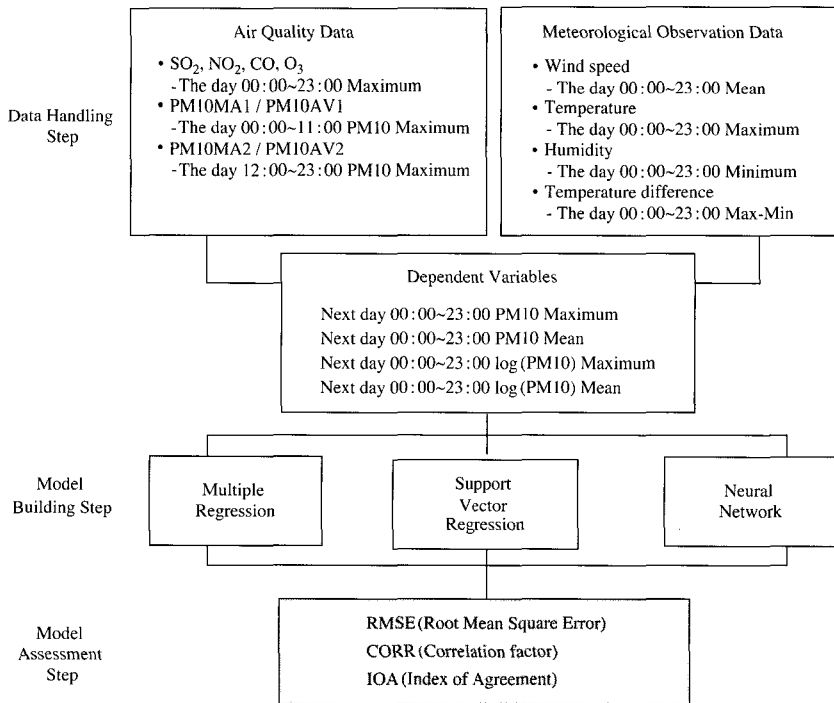 Air Quality Data
• SO2, NO2, CO, O3
- The day 00:00~23:00 Maximum
• PM10MA1 / PM10AV1
- The day 00:00~11:00 PM10 Maximum
• PM10MA2 / PM10AV2
- The day 12:00~23:00 PM10 Maximum
Meteorological Observation Data
• Wind speed
- The day 00:00~23:00 Mean
• Temperature
- The day 00:00~23:00 Maximum
• Humidity
- The day 00:00~23:00 Minimum
• Temperature difference
- The day 00:00~23:00 Max-Min
Data Handling
Step
Dependent Variables
Next day 00:00~23:00 PM10 Maximum
Next day 00:00~23:00 PM10 Mean
Next day 00:00~23:00 log(PM10) Maximum
Next day 00:00~23:00 log(PM10) Mean
Model
Building Step
Multiple
Regression
Support
Vector
Regression
Neural
Network
Model
Assessment
Step
RMSE (Root Mean Square Error)
CORR (Correlation factor)
IOA (Index of Agreement)